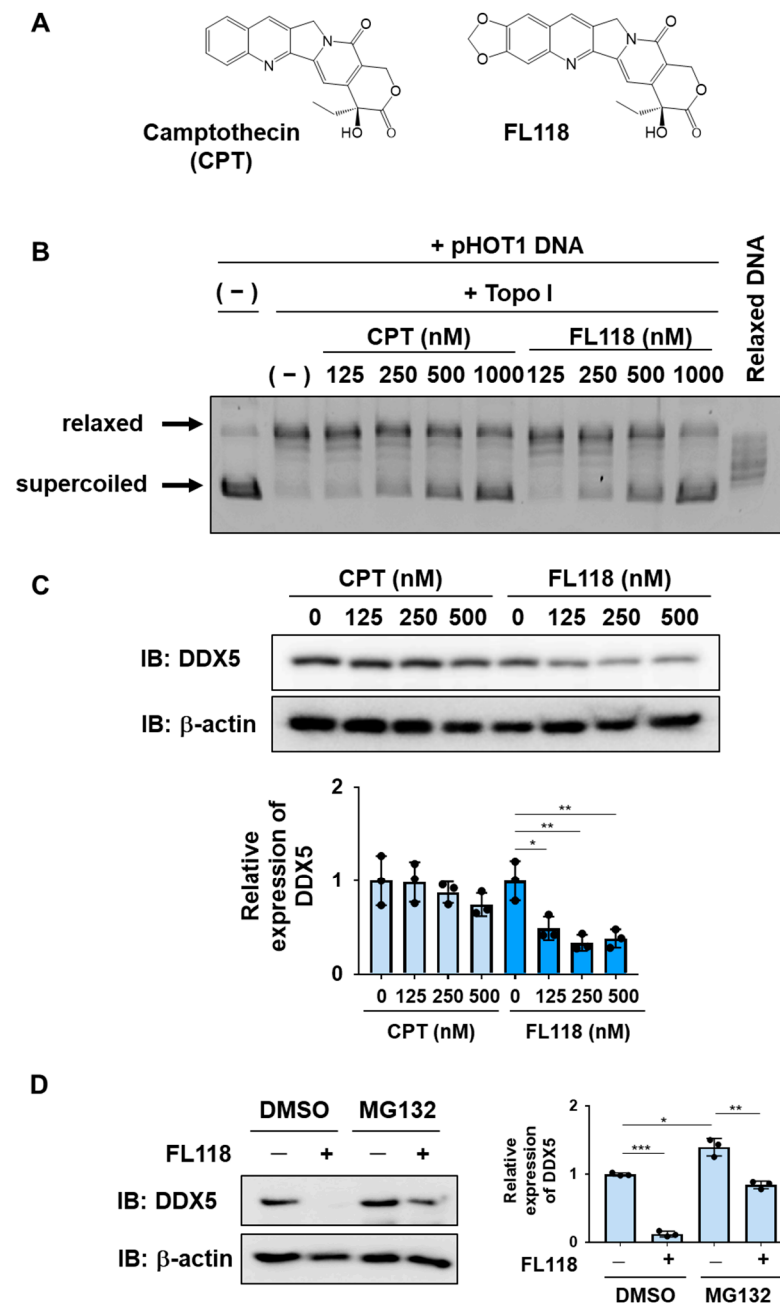 A
N
O
N
O
O
HO
O
Camptothecin
(CPT)
O
O
N
O
N
O
O
HO
O
FL118
B
+ pHOT1 DNA
( − )
+ Topo I
Relaxed DNA
CPT (nM)
FL118 (nM)
( − ) 125 250 500 1000 125 250 500 1000
relaxed
supercoiled
C
CPT (nM)
FL118 (nM)
0 125 250 500 0 125 250 500
IB: DDX5
IB: β-actin
Relative
expression of
DDX5
2
1
0
**
**
*
0 125 250 500 0 125 250 500
CPT (nM)
FL118 (nM)
D
DMSO MG132
FL118 − + − +
IB: DDX5
IB: β-actin
Relative
expression
of DDX5
2
1
0
*
**
***
FL118 − + − +
DMSO MG132